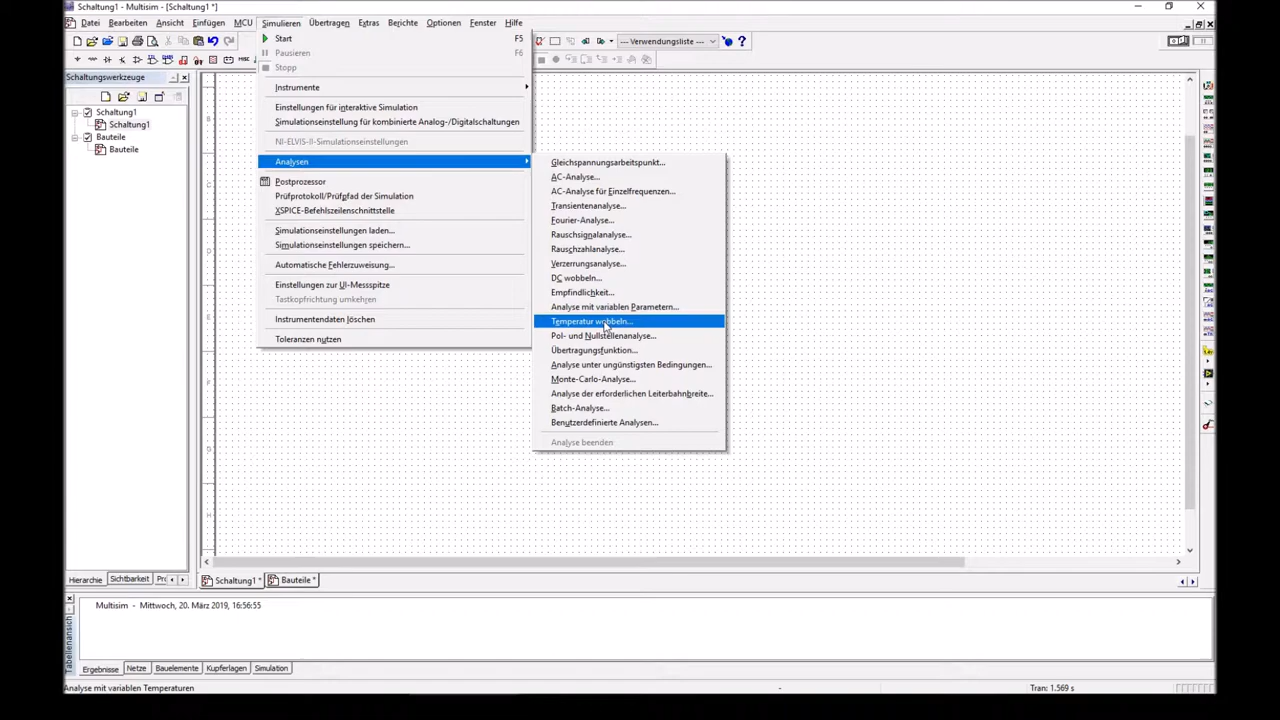 Schaltung1 - Multisim - [Schaltung1 *]
Datei Bearbeiten Ansicht Einfügen MCU Simulieren Übertragen Extras Berichte Optionen Fenster Hilfe
Start F5
Pausieren F6
Stopp
Instrumente
Einstellungen für interaktive Simulation
Simulationseinstellung für kombinierte Analog-/Digitalschaltungen
NI-ELVIS-II-Simulationseinstellungen
Analysen
Postprozessor
Prüfprotokoll/Prüfpfad der Simulation
XSPICE-Befehlszeilenschnittstelle
Simulationseinstellungen laden...
Simulationseinstellungen speichern...
Automatische Fehlerzuweisung...
Einstellungen zur UI-Messspitze
Tastkopfrichtung umkehren
Instrumentendaten löschen
Toleranzen nutzen
Gleichspannungsarbeitspunkt...
AC-Analyse...
AC-Analyse für Einzelfrequenzen...
Transientenanalyse...
Fourier-Analyse...
Rauschsignalanalyse...
Rauschzahlanalyse...
Verzerrungsanalyse...
DC wobbeln...
Empfindlichkeit...
Analyse mit variablen Parametern...
Temperatur wobbeln...
Pol- und Nullstellenanalyse...
Übertragungsfunktion...
Analyse unter ungünstigsten Bedingungen...
Monte-Carlo-Analyse...
Analyse der erforderlichen Leiterbahnbreite...
Batch-Analyse...
Benutzerdefinierte Analysen...
Analyse beenden
--- Verwendungsliste ---
Schaltungswerkzeuge
Schaltung1
Schaltung1
Bauteile
Bauteile
Hierarchie Sichtbarkeit
Schaltung1 * Bauteile *
Multisim - Mittwoch, 20. März 2019, 16:56:55
Tabellenansicht
Ergebnisse Netze Bauelemente Kupferlagen Simulation
Analyse mit variablen Temperaturen - Tran: 1.569 s